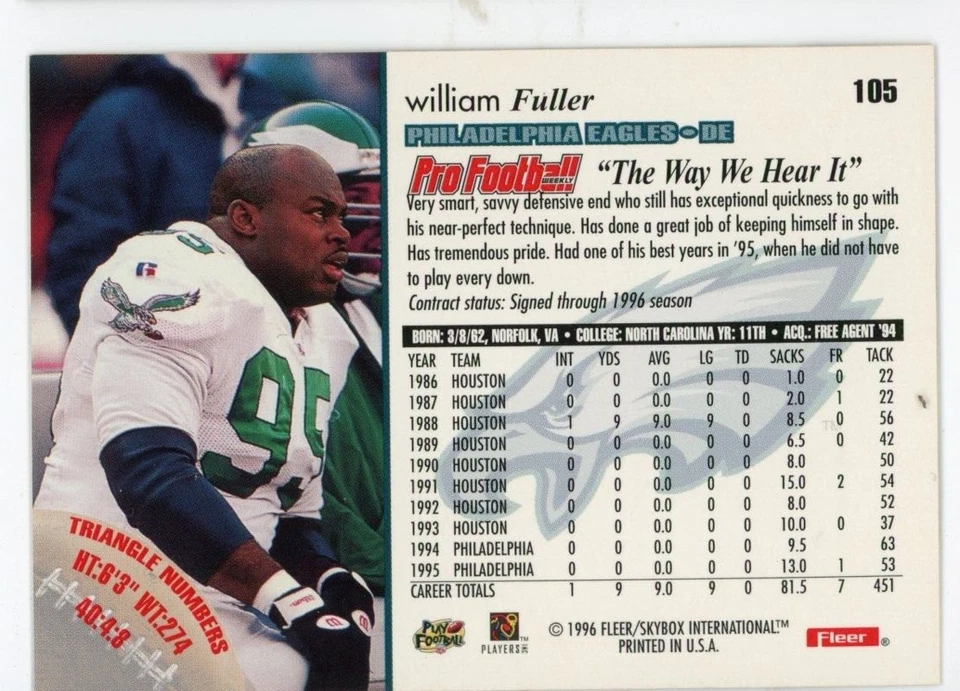 william Fuller
105
PHILADELPHIA EAGLES DE
Pro Football WEEKLY "The Way We Hear It"
Very smart, savvy defensive end who still has exceptional quickness to go with
his near-perfect technique. Has done a great job of keeping himself in shape.
Has tremendous pride. Had one of his best years in '95, when he did not have
to play every down.
Contract status: Signed through 1996 season
BORN: 3/8/62, NORFOLK, VA • COLLEGE: NORTH CAROLINA YR: 11TH • ACQ.: FREE AGENT '94
YEAR TEAM INT YDS AVG LG TD SACKS FR TACK
1986 HOUSTON 0 0 0.0 0 0 1.0 0 22
1987 HOUSTON 0 0 0.0 0 0 2.0 1 22
1988 HOUSTON 1 9 9.0 9 0 8.5 0 56
1989 HOUSTON 0 0 0.0 0 0 6.5 0 42
1990 HOUSTON 0 0 0.0 0 0 8.0 50
1991 HOUSTON 0 0 0.0 0 0 15.0 2 54
1992 HOUSTON 0 0 0.0 0 0 8.0 52
1993 HOUSTON 0 0 0.0 0 0 10.0 0 37
1994 PHILADELPHIA 0 0 0.0 0 0 9.5 63
1995 PHILADELPHIA 0 0 0.0 0 0 13.0 1 53
CAREER TOTALS 1 9 9.0 9 0 81.5 7 451
TM
95
TRIANGLE NUMBERS
HT:6'3" WT:274
40:4.8
PLAY FOOTBALL
PLAYERS INC
TM
© 1996 FLEER/SKYBOX INTERNATIONAL™
PRINTED IN U.S.A.
Fleer ®